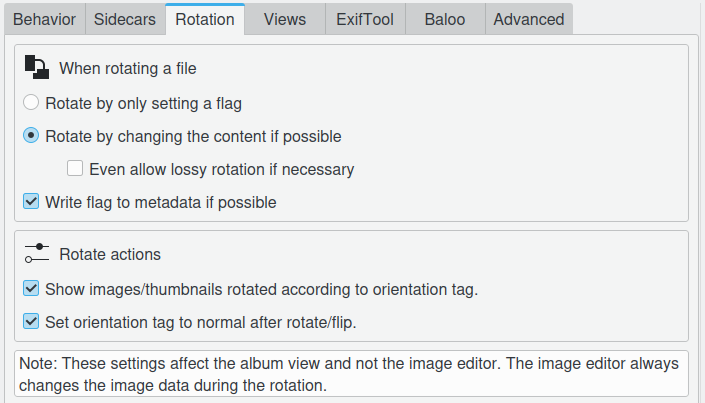 Behavior Sidecars Rotation Views ExifTool Baloo Advanced
When rotating a file
Rotate by only setting a flag
Rotate by changing the content if possible
Even allow lossy rotation if necessary
Write flag to metadata if possible
Rotate actions
Show images/thumbnails rotated according to orientation tag.
Set orientation tag to normal after rotate/flip.
Note: These settings affect the album view and not the image editor. The image editor always
changes the image data during the rotation.